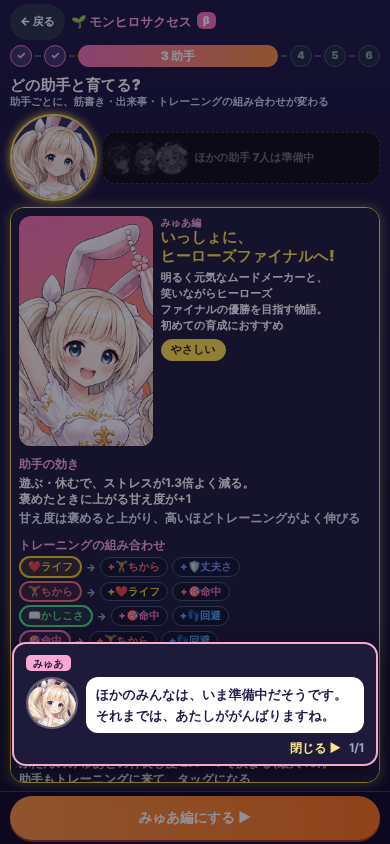 ← 戻る
🌱 モンヒロサクセス β
✓ ✓ 3 助手 4 5 6
どの助手と育てる?
助手ごとに、筋書き・出来事・トレーニングの組み合わせが変わる
ほかの助手 7人は準備中
みゅあ編
いっしょに、
ヒーローズファイナルへ!
明るく元気なムードメーカーと、
笑いながらヒーローズ
ファイナルの優勝を目指す物語。
初めての育成におすすめ
やさしい
助手の効き
遊ぶ・休むで、ストレスが1.3倍よく減る。
褒めたときに上がる甘え度が+1
甘え度は褒めると上がり、高いほどトレーニングがよく伸びる
トレーニングの組み合わせ
❤️ライフ → +🏋️ちから +🛡️丈夫さ
🏋️ちから → +❤️ライフ +🎯命中
📖かしこさ → +🎯命中 +👣回避
🎯命中 → +🏋️ちから +👣回避
みゅあ
ほかのみんなは、いま準備中だそうです。
それまでは、あたしががんばりますね。
閉じる ▶ 1/1
助手もトレーニングに来て、タッグになる
みゅあ編にする ▶